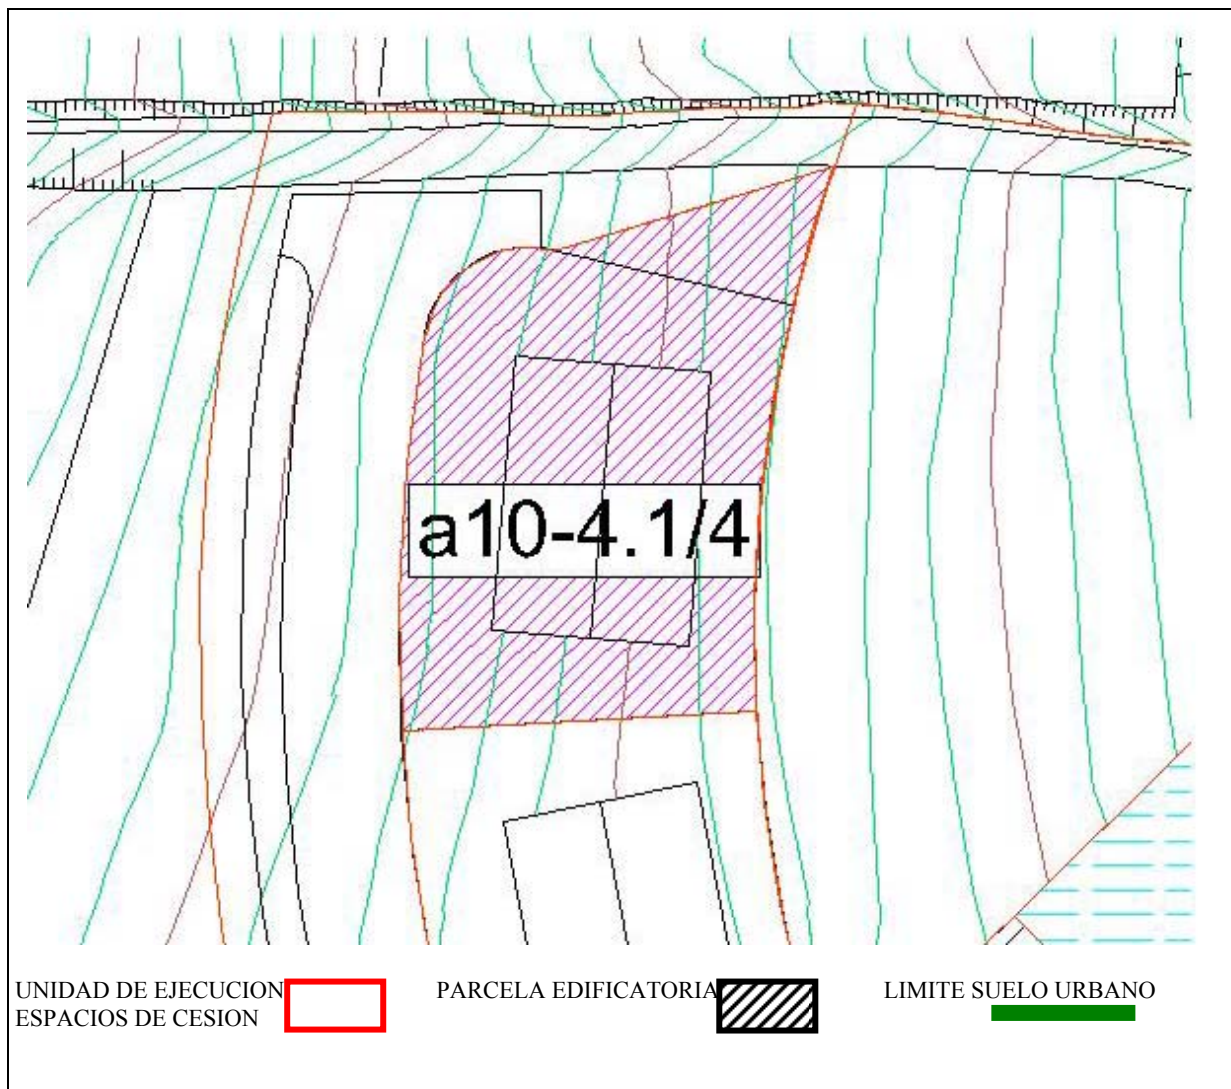 a10-4.1/4
UNIDAD DE EJECUCION
ESPACIOS DE CESION
PARCELA EDIFICATORIA
LIMITE SUELO URBANO